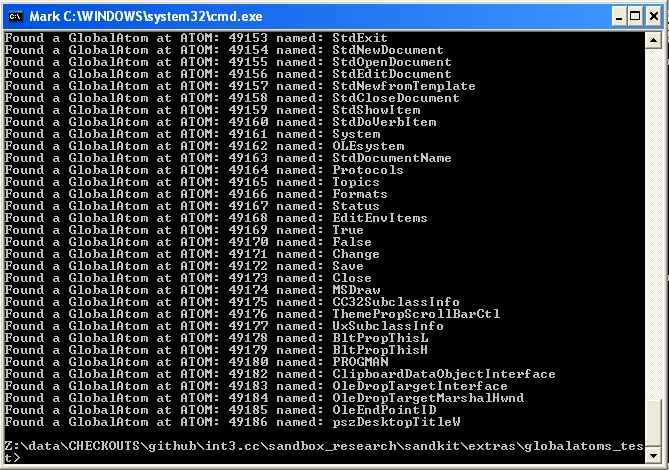 Mark C:\WINDOWS\system32\cmd.exe
Found a GlobalAtom at ATOM: 49153 named: StdExit
Found a GlobalAtom at ATOM: 49154 named: StdNewDocument
Found a GlobalAtom at ATOM: 49155 named: StdOpenDocument
Found a GlobalAtom at ATOM: 49156 named: StdEditDocument
Found a GlobalAtom at ATOM: 49157 named: StdNewfromTemplate
Found a GlobalAtom at ATOM: 49158 named: StdCloseDocument
Found a GlobalAtom at ATOM: 49159 named: StdShowItem
Found a GlobalAtom at ATOM: 49160 named: StdDoVerbItem
Found a GlobalAtom at ATOM: 49161 named: System
Found a GlobalAtom at ATOM: 49162 named: OLEsystem
Found a GlobalAtom at ATOM: 49163 named: StdDocumentName
Found a GlobalAtom at ATOM: 49164 named: Protocols
Found a GlobalAtom at ATOM: 49165 named: Topics
Found a GlobalAtom at ATOM: 49166 named: Formats
Found a GlobalAtom at ATOM: 49167 named: Status
Found a GlobalAtom at ATOM: 49168 named: EditEnvItems
Found a GlobalAtom at ATOM: 49169 named: True
Found a GlobalAtom at ATOM: 49170 named: False
Found a GlobalAtom at ATOM: 49171 named: Change
Found a GlobalAtom at ATOM: 49172 named: Save
Found a GlobalAtom at ATOM: 49173 named: Close
Found a GlobalAtom at ATOM: 49174 named: MSDraw
Found a GlobalAtom at ATOM: 49175 named: CC32SubclassInfo
Found a GlobalAtom at ATOM: 49176 named: ThemePropScrollBarCtl
Found a GlobalAtom at ATOM: 49177 named: UxSubclassInfo
Found a GlobalAtom at ATOM: 49178 named: BltPropThisL
Found a GlobalAtom at ATOM: 49179 named: BltPropThisH
Found a GlobalAtom at ATOM: 49180 named: PROGMAN
Found a GlobalAtom at ATOM: 49182 named: ClipboardDataObjectInterface
Found a GlobalAtom at ATOM: 49183 named: OleDropTargetInterface
Found a GlobalAtom at ATOM: 49184 named: OleDropTargetMarshalHwnd
Found a GlobalAtom at ATOM: 49185 named: OleEndPointID
Found a GlobalAtom at ATOM: 49186 named: pszDesktopTitleW
Z:\data\CHECKOUTS\github\int3.cc\sandbox_research\sandkit\extras\globalatoms_tes
t>